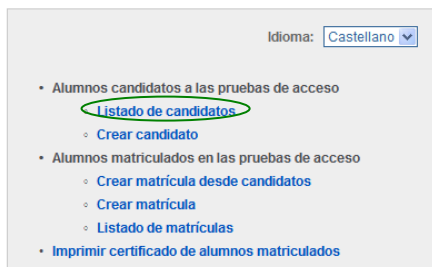 Idioma: Castellano
• Alumnos candidatos a las pruebas de acceso
◦ Listado de candidatos
◦ Crear candidato
• Alumnos matriculados en las pruebas de acceso
◦ Crear matrícula desde candidatos
◦ Crear matrícula
◦ Listado de matrículas
• Imprimir certificado de alumnos matriculados